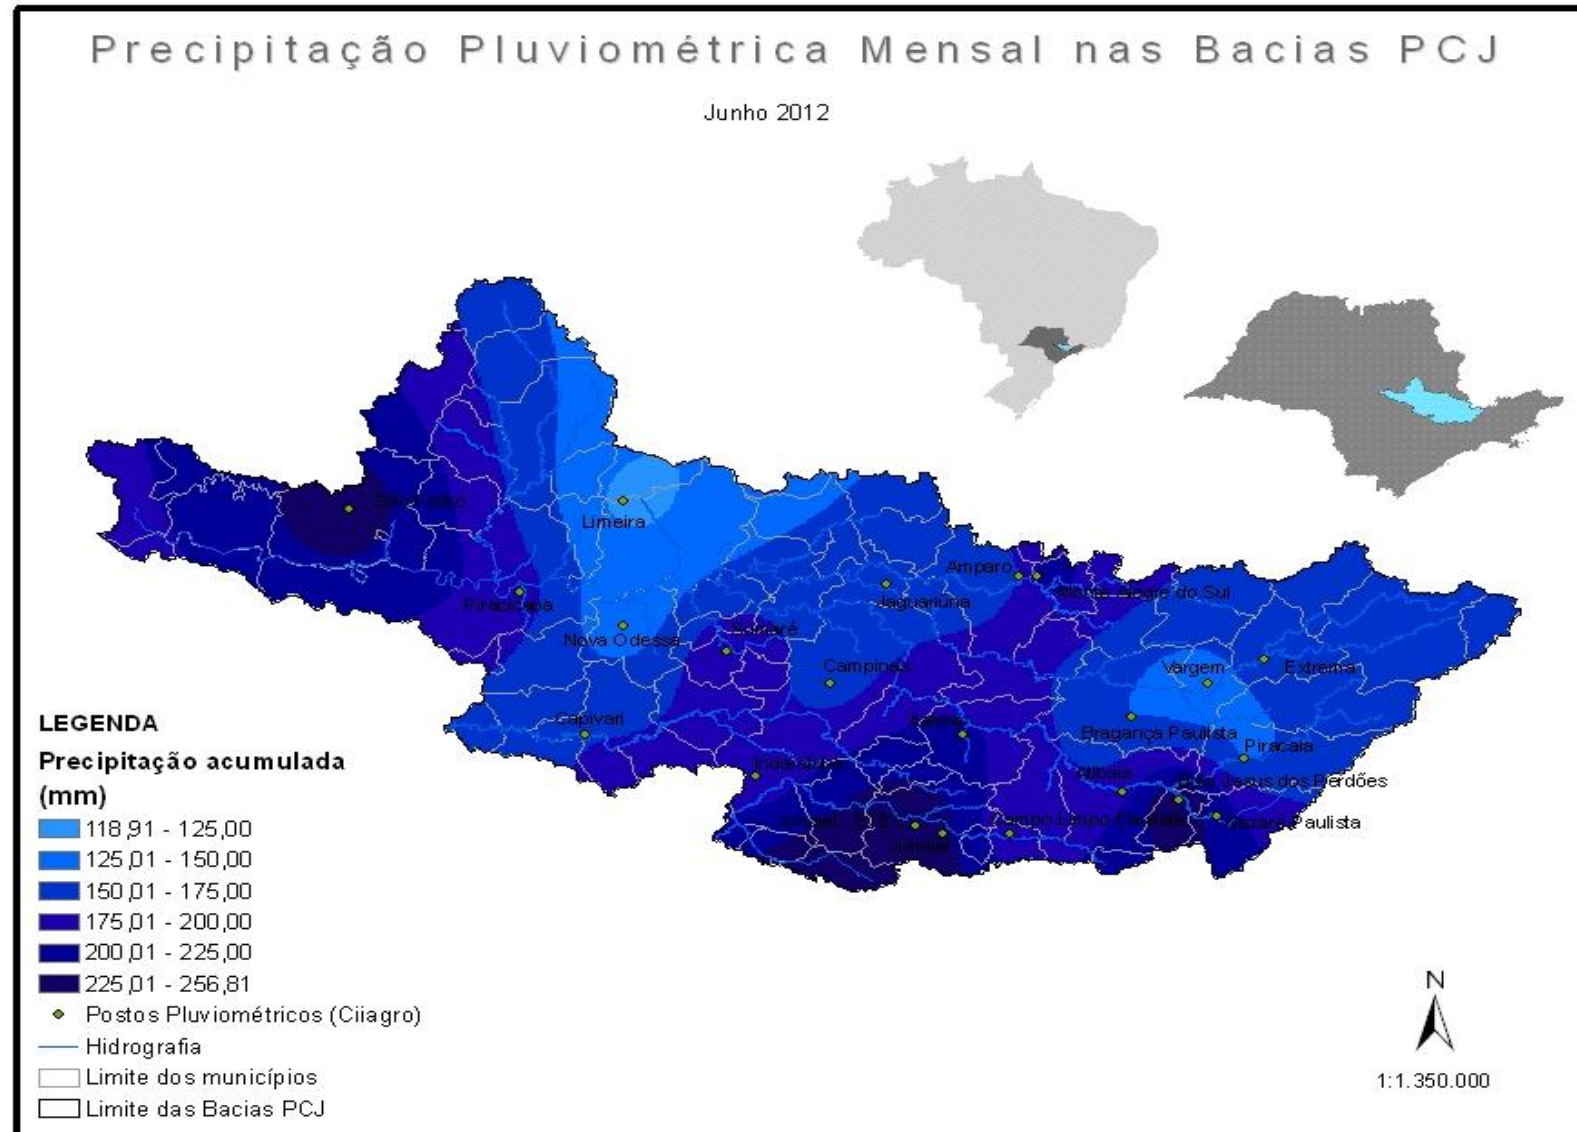 Precipitação Pluviométrica Mensal nas Bacias PCJ
Junho 2012
São Pedro
Limeira
Piracicaba
Nova Odessa
Sumaré
Jaguariúna
Amparo
Monte Alegre do Sul
Campinas
Vargem
Extrema
Capivari
Itatiba
Bragança Paulista
Piracaia
Indaiatuba
Atibaia
Bom Jesus dos Perdões
Jundiaí
Campo Limpo Paulista
Nazaré Paulista
Jundiaí
LEGENDA
Precipitação acumulada
(mm)
118,91 - 125,00
125,01 - 150,00
150,01 - 175,00
175,01 - 200,00
200,01 - 225,00
225,01 - 256,81
Postos Pluviométricos (Ciiagro)
Hidrografia
Limite dos municípios
Limite das Bacias PCJ
N
1:1.350.000